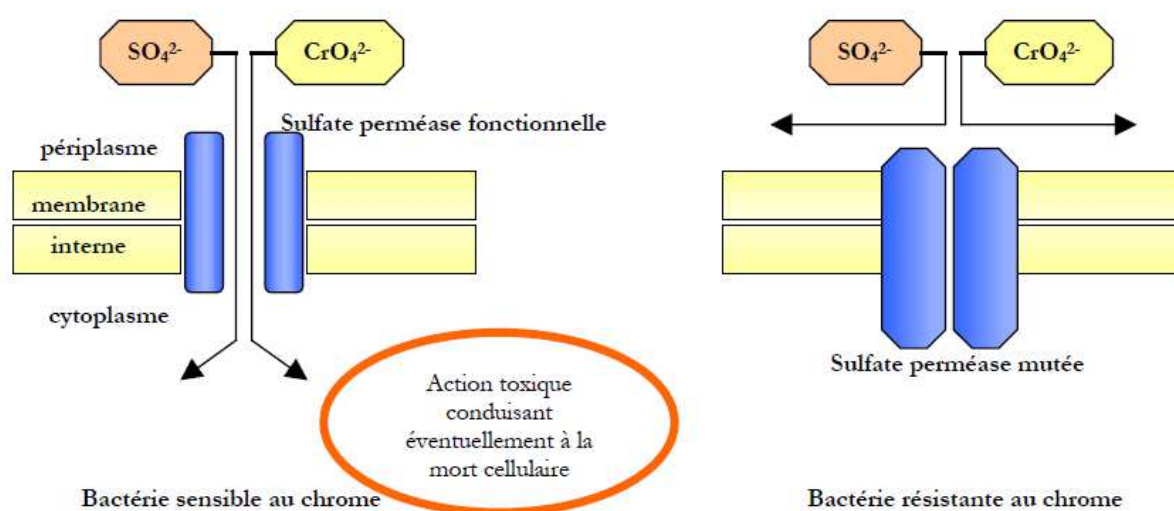 SO₄²⁻
CrO₄²⁻
Sulfate perméase fonctionnelle
périplasme
membrane
interne
cytoplasme
Action toxique
conduisant
éventuellement à la
mort cellulaire
Bactérie sensible au chrome
SO₄²⁻
CrO₄²⁻
Sulfate perméase mutée
Bactérie résistante au chrome